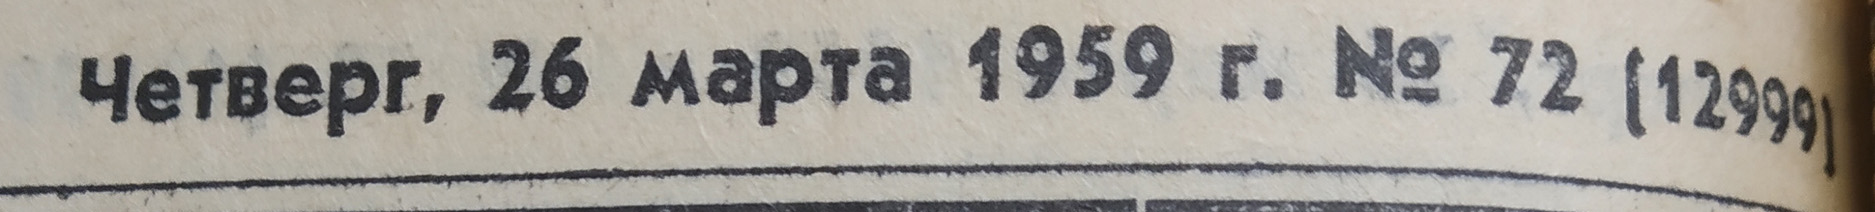 Четверг, 26 марта 1959 г. № 72 (12999)